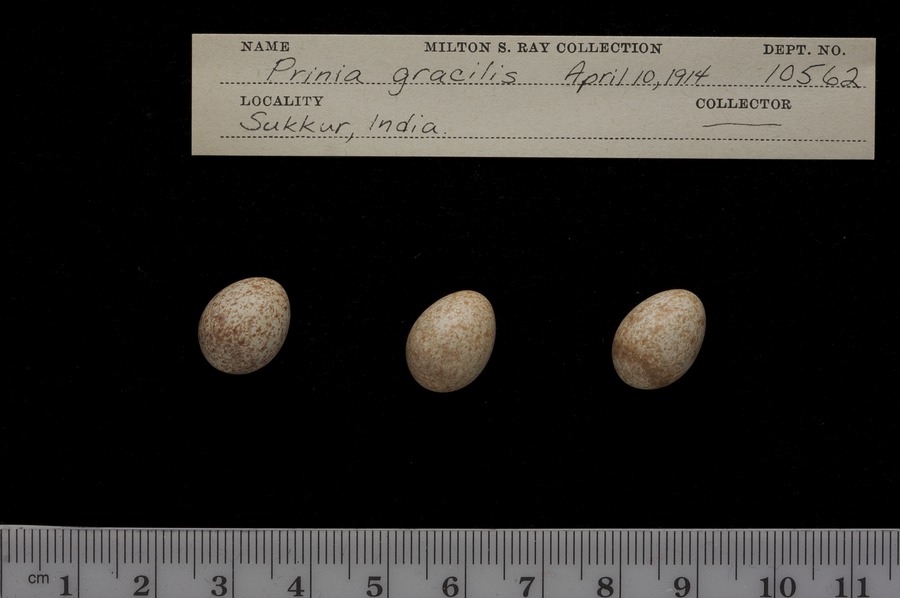 NAME MILTON S. RAY COLLECTION DEPT. NO.
Prinia gracilis April 10, 1914 10562
LOCALITY COLLECTOR
Sukkur, India.
cm 1 2 3 4 5 6 7 8 9 10 11